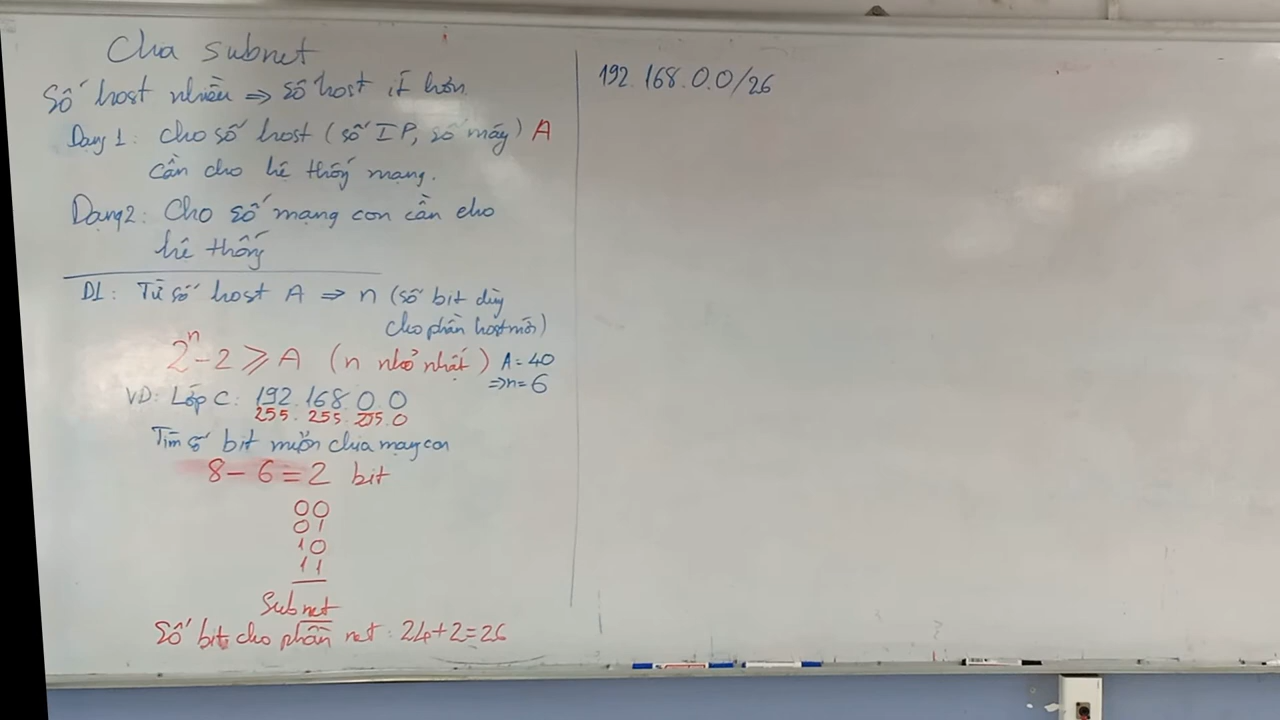 Chia subnet
Số host nhiều ⇒ số host ít hơn
Dạng 1: Cho số host (số IP, số máy) A
cần cho hệ thống mạng.
Dạng 2: Cho số mạng con cần cho
hệ thống
D1: Từ số host A ⇒ n (số bit dùng
cho phần host mới)
2ⁿ - 2 ⩾ A (n nhỏ nhất) A = 40
⇒ n = 6
VD: Lớp C: 192.168.0.0
255.255.255.0
Tìm số bit mượn chia mạng con
8 - 6 = 2 bit
00
01
10
11
Subnet
Số bit cho phần net: 24+2=26
192.168.0.0/26